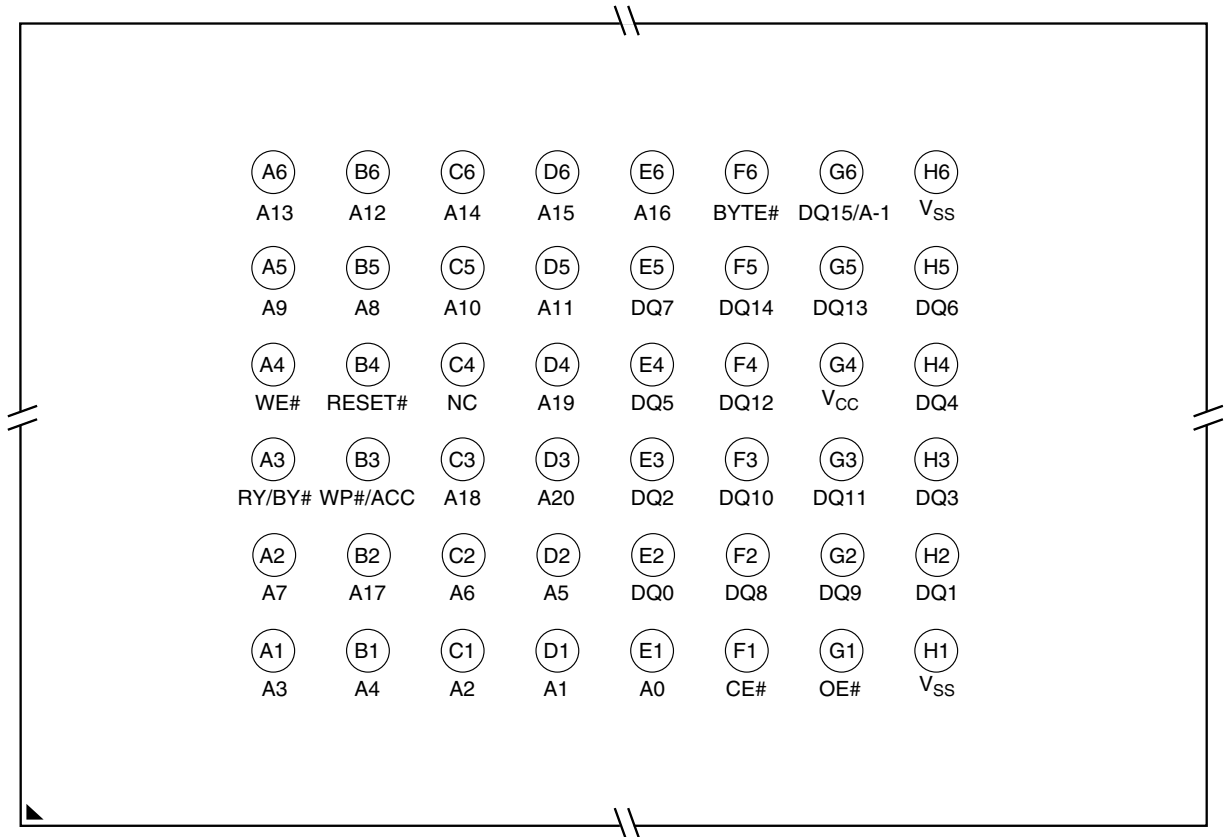 A6 B6 C6 D6 E6 F6 G6 H6
A13 A12 A14 A15 A16 BYTE# DQ15/A-1 VSS
A5 B5 C5 D5 E5 F5 G5 H5
A9 A8 A10 A11 DQ7 DQ14 DQ13 DQ6
A4 B4 C4 D4 E4 F4 G4 H4
WE# RESET# NC A19 DQ5 DQ12 VCC DQ4
A3 B3 C3 D3 E3 F3 G3 H3
RY/BY# WP#/ACC A18 A20 DQ2 DQ10 DQ11 DQ3
A2 B2 C2 D2 E2 F2 G2 H2
A7 A17 A6 A5 DQ0 DQ8 DQ9 DQ1
A1 B1 C1 D1 E1 F1 G1 H1
A3 A4 A2 A1 A0 CE# OE# VSS